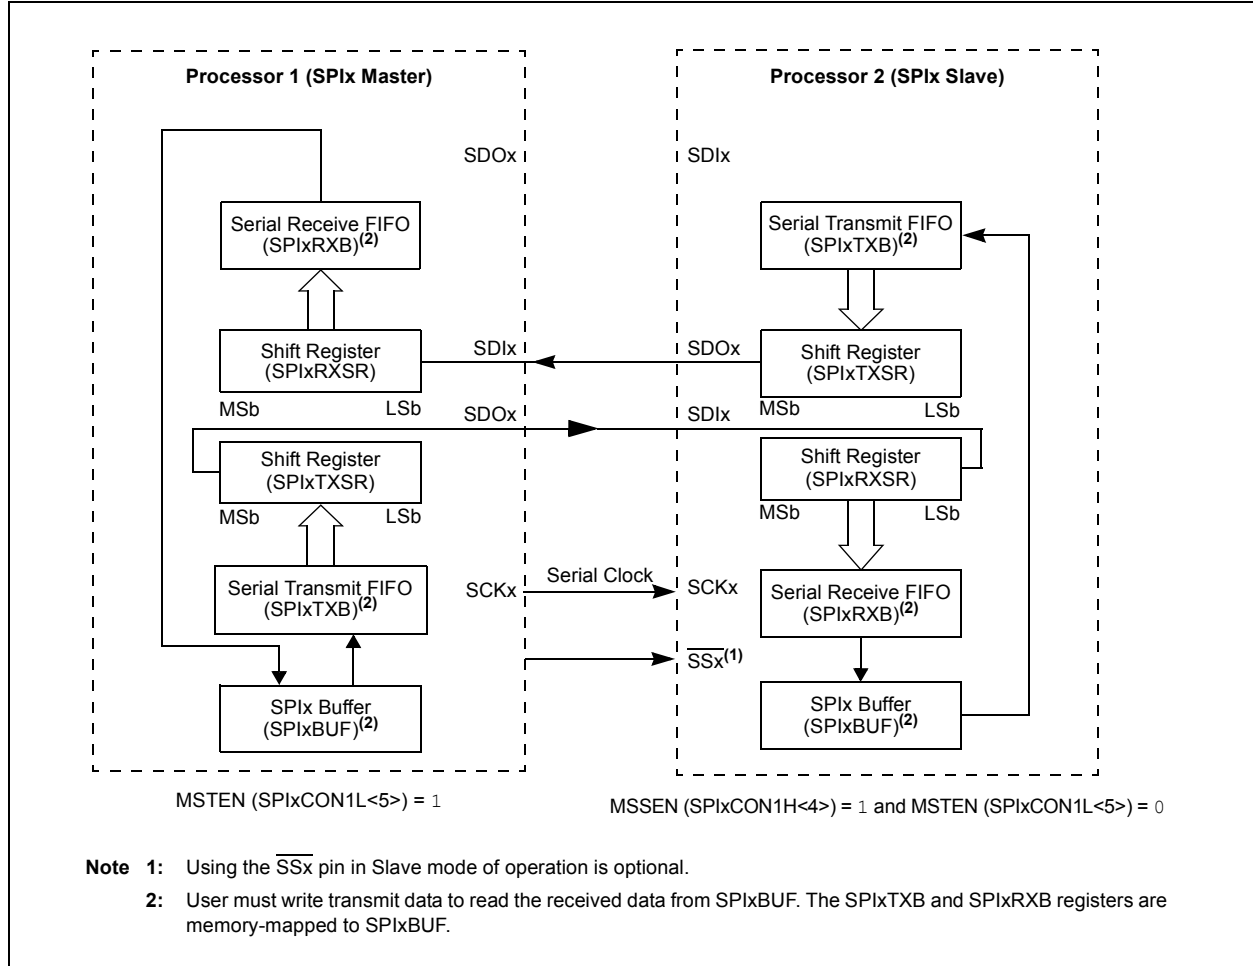 Processor 1 (SPIx Master)
SDOx
Serial Receive FIFO
(SPIxRXB)(2)
Shift Register
(SPIxRXSR)
SDIx
MSb
LSb
SDOx
Shift Register
(SPIxTXSR)
MSb
LSb
Serial Transmit FIFO
(SPIxTXB)(2)
SCKx
SPIx Buffer
(SPIxBUF)(2)
MSTEN (SPIxCON1L<5>) = 1
Serial Clock
Processor 2 (SPIx Slave)
SDIx
Serial Transmit FIFO
(SPIxTXB)(2)
SDOx
Shift Register
(SPIxTXSR)
MSb
LSb
SDIx
Shift Register
(SPIxRXSR)
MSb
LSb
SCKx
Serial Receive FIFO
(SPIxRXB)(2)
SSx(1)
SPIx Buffer
(SPIxBUF)(2)
MSSEN (SPIxCON1H<4>) = 1 and MSTEN (SPIxCON1L<5>) = 0
Note 1: Using the SSx pin in Slave mode of operation is optional.
2: User must write transmit data to read the received data from SPIxBUF. The SPIxTXB and SPIxRXB registers are
memory-mapped to SPIxBUF.